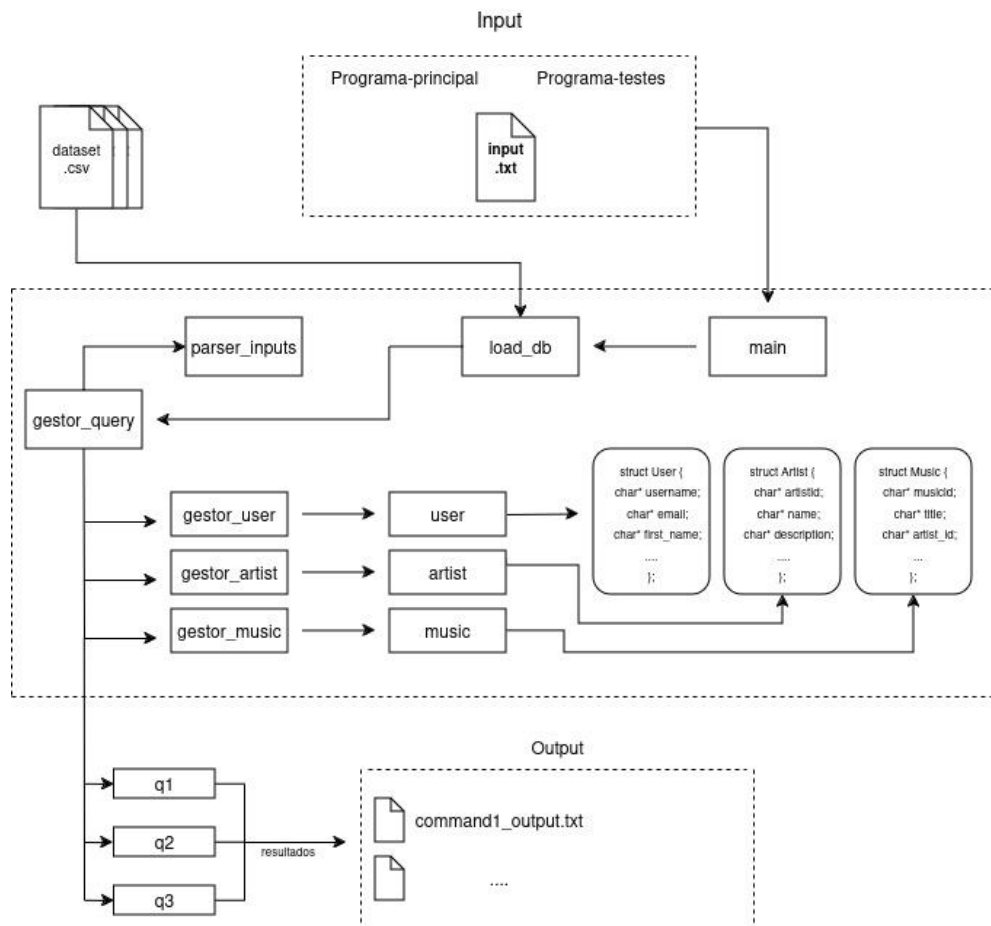 Input
Programa-principal
Programa-testes
input
.txt
dataset
.csv
parser_inputs
load_db
main
gestor_query
gestor_user
user
gestor_artist
artist
gestor_music
music
struct User {
char* username;
char* email;
char* first_name;
....
};
struct Artist {
char* artistId;
char* name;
char* description;
....
};
struct Music {
char* musicId;
char* title;
char* artist_id;
...
};
q1
q2
q3
resultados
Output
command1_output.txt
....